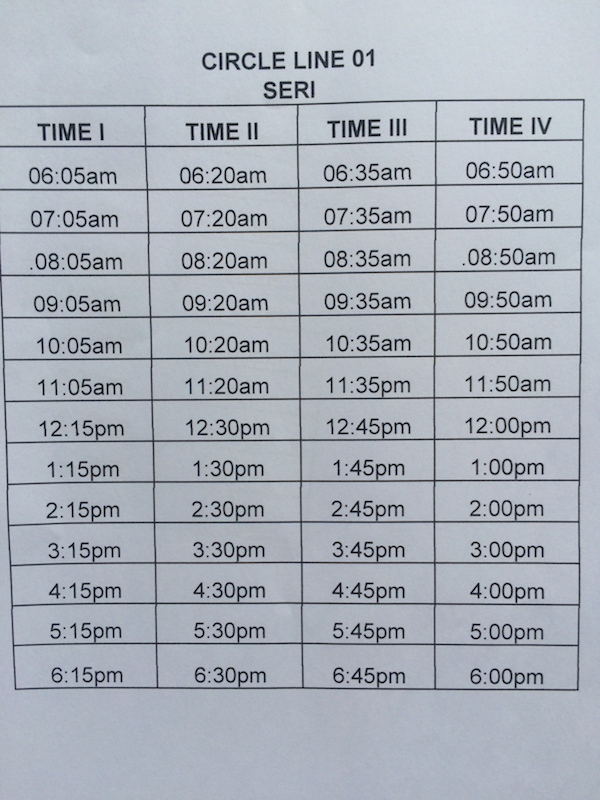 CIRCLE LINE 01
SERI
TIME I TIME II TIME III TIME IV
06:05am 06:20am 06:35am 06:50am
07:05am 07:20am 07:35am 07:50am
.08:05am 08:20am 08:35am .08:50am
09:05am 09:20am 09:35am 09:50am
10:05am 10:20am 10:35am 10:50am
11:05am 11:20am 11:35pm 11:50am
12:15pm 12:30pm 12:45pm 12:00pm
1:15pm 1:30pm 1:45pm 1:00pm
2:15pm 2:30pm 2:45pm 2:00pm
3:15pm 3:30pm 3:45pm 3:00pm
4:15pm 4:30pm 4:45pm 4:00pm
5:15pm 5:30pm 5:45pm 5:00pm
6:15pm 6:30pm 6:45pm 6:00pm